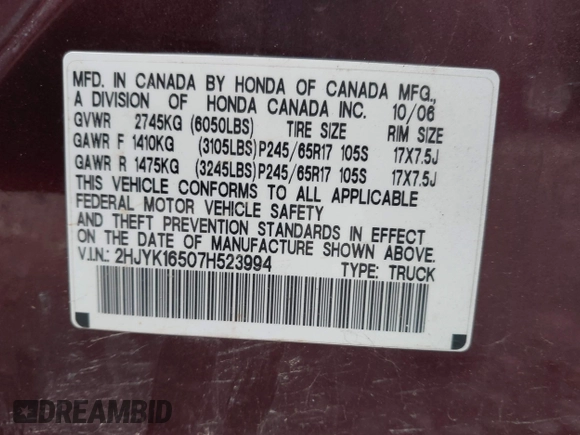 MFD. IN CANADA BY HONDA OF CANADA MFG.,
A DIVISION OF HONDA CANADA INC. 10/06
GVWR 2745KG (6050LBS) TIRE SIZE RIM SIZE
GAWR F 1410KG (3105LBS)P245/65R17 105S 17X7.5J
GAWR R 1475KG (3245LBS)P245/65R17 105S 17X7.5J
THIS VEHICLE CONFORMS TO ALL APPLICABLE
FEDERAL MOTOR VEHICLE SAFETY
AND THEFT PREVENTION STANDARDS IN EFFECT
ON THE DATE OF MANUFACTURE SHOWN ABOVE.
V.I.N.: 2HJYK16507H523994 TYPE: TRUCK
DREAMBID